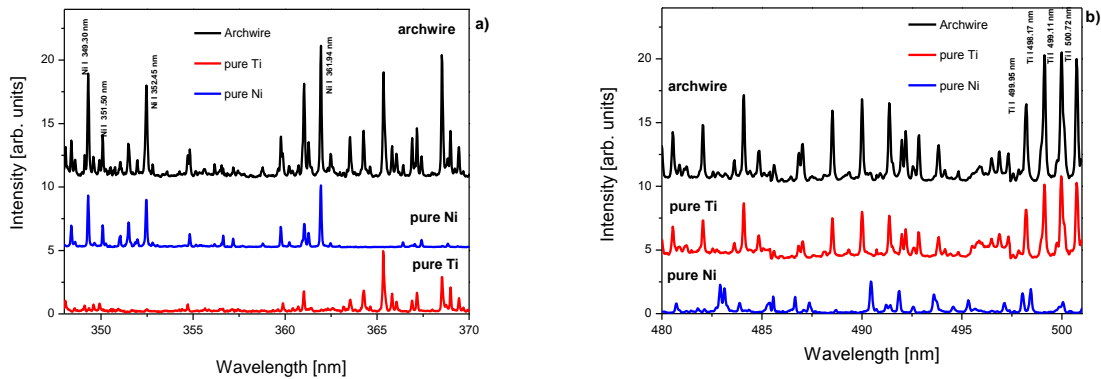 a)
Archwire
pure Ti
pure Ni
archwire
Ni I 349.30 nm
Ni I 351.50 nm
Ni I 352.45 nm
Ni I 361.94 nm
pure Ni
pure Ti
20
15
10
5
0
350
355
360
365
370
Intensity [arb. units]
Wavelength [nm]
b)
Archwire
pure Ti
pure Ni
archwire
Ti I 499.95 nm
Ti I 498.17 nm
Ti I 499.11 nm
Ti I 500.72 nm
pure Ti
pure Ni
20
15
10
5
0
480
485
490
495
500
Intensity [arb. units]
Wavelength [nm]